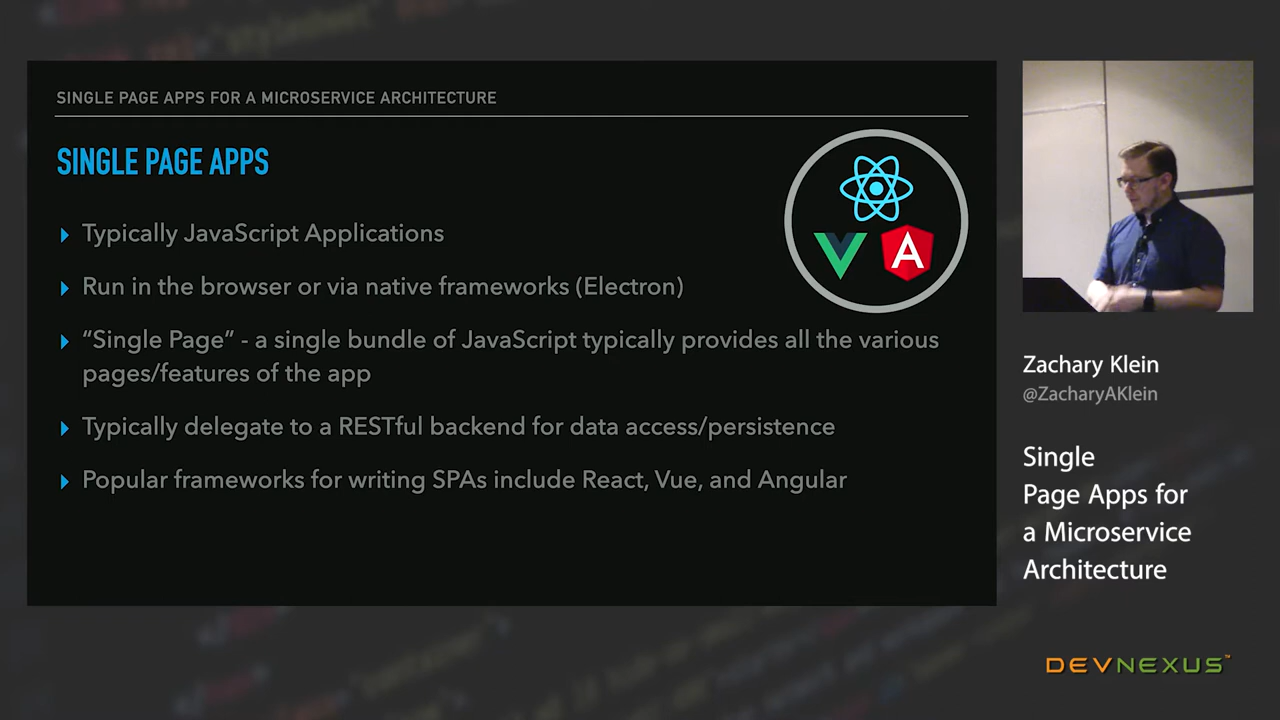 SINGLE PAGE APPS FOR A MICROSERVICE ARCHITECTURE
SINGLE PAGE APPS
Typically JavaScript Applications
Run in the browser or via native frameworks (Electron)
“Single Page” - a single bundle of JavaScript typically provides all the various
pages/features of the app
Typically delegate to a RESTful backend for data access/persistence
Popular frameworks for writing SPAs include React, Vue, and Angular
Zachary Klein
@ZacharyAKlein
Single
Page Apps for
a Microservice
Architecture
DEVNEXUS™